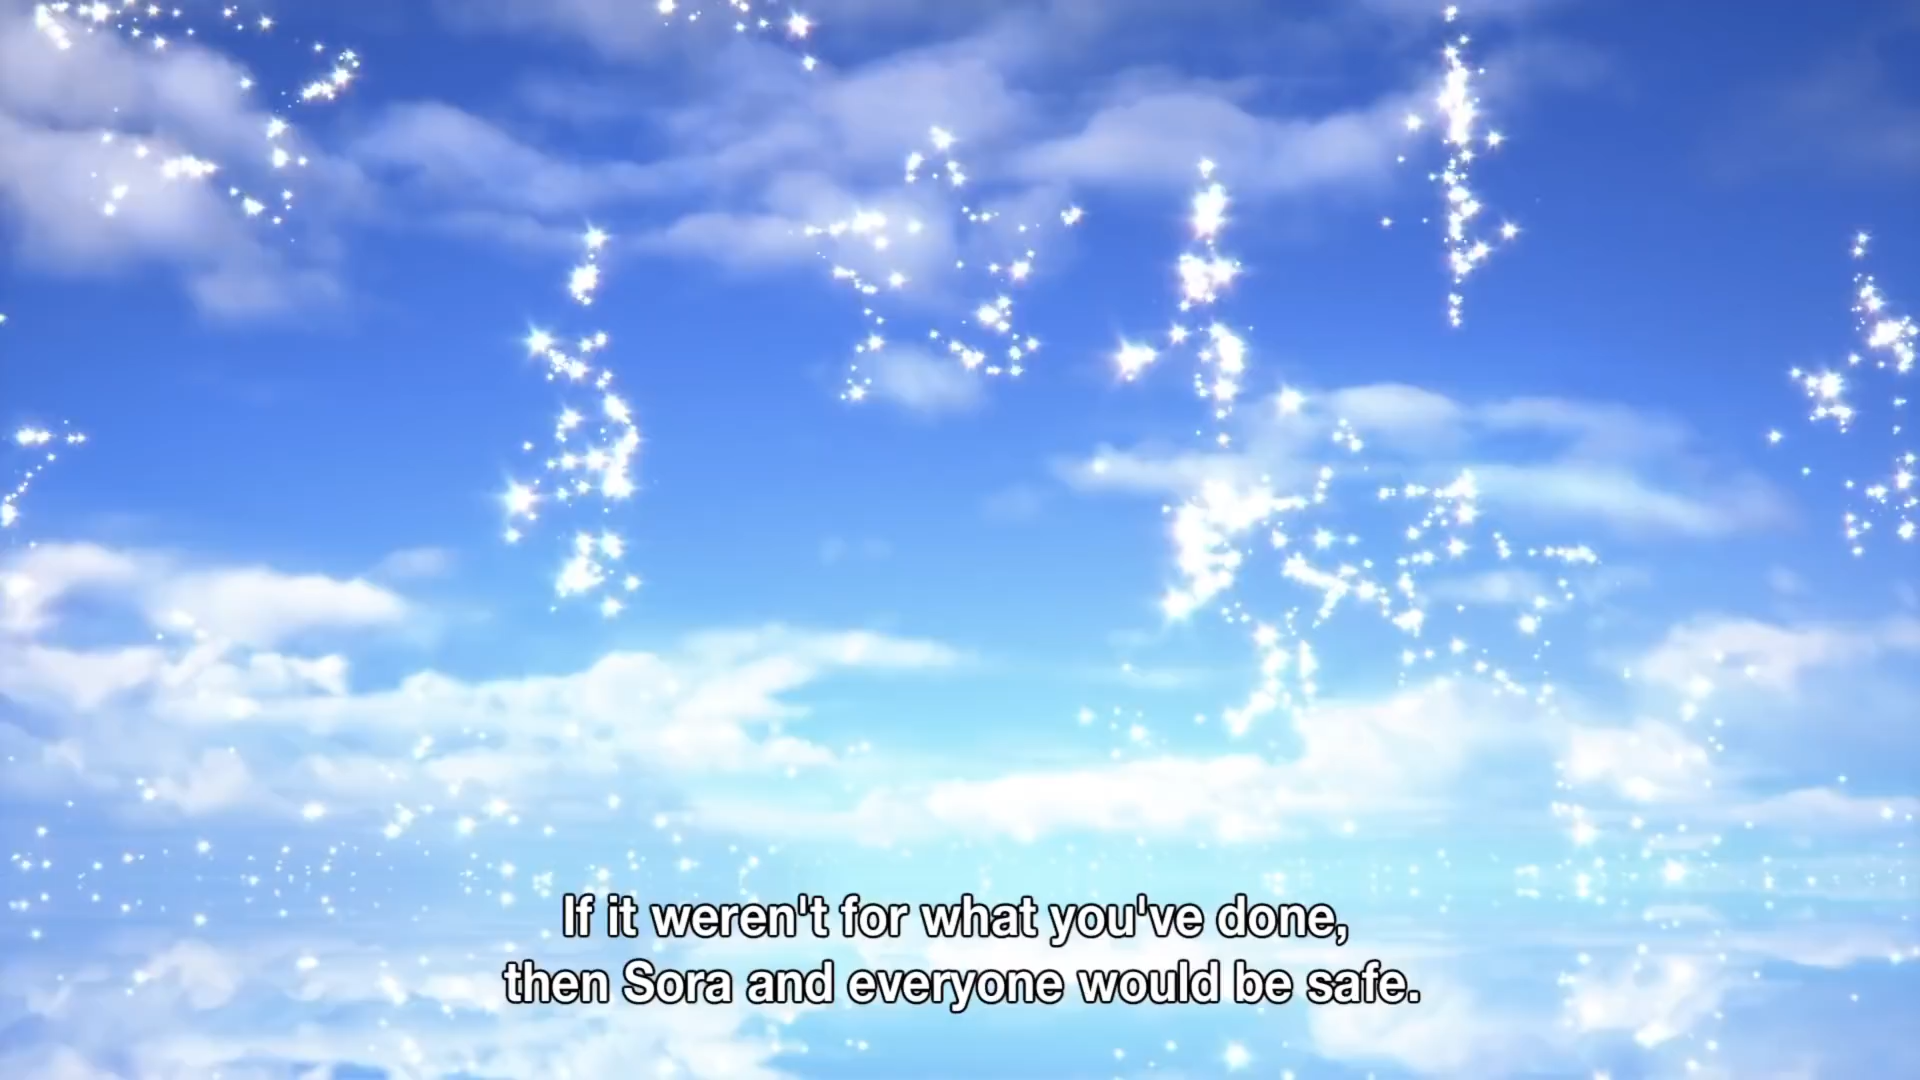 If it weren't for what you've done,
then Sora and everyone would be safe.